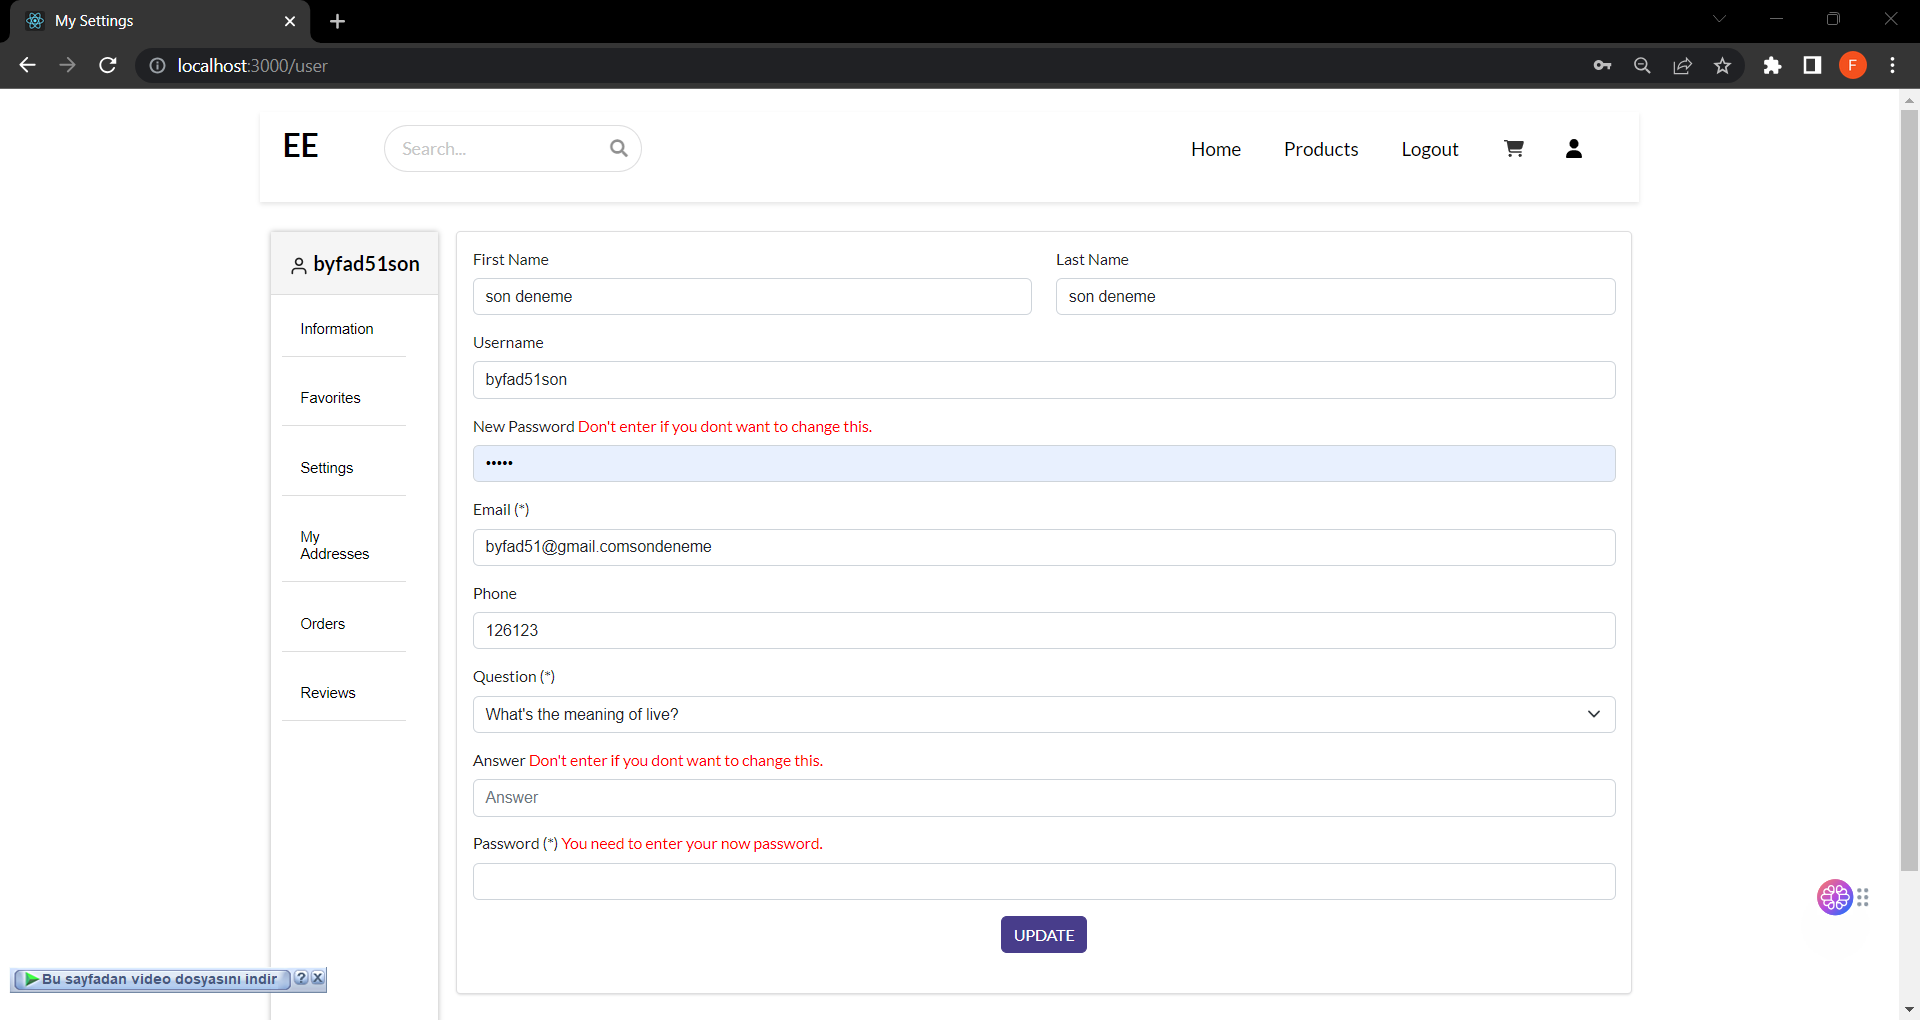 My Settings
localhost:3000/user
F
EE
Search...
Home
Products
Logout
byfad51son
Information
Favorites
Settings
My
Addresses
Orders
Reviews
First Name
Last Name
son deneme
son deneme
Username
byfad51son
New Password Don't enter if you dont want to change this.
•••••
Email (*)
byfad51@gmail.comsondeneme
Phone
126123
Question (*)
What's the meaning of live?
Answer Don't enter if you dont want to change this.
Answer
Password (*) You need to enter your now password.
UPDATE
Bu sayfadan video dosyasını indir
?